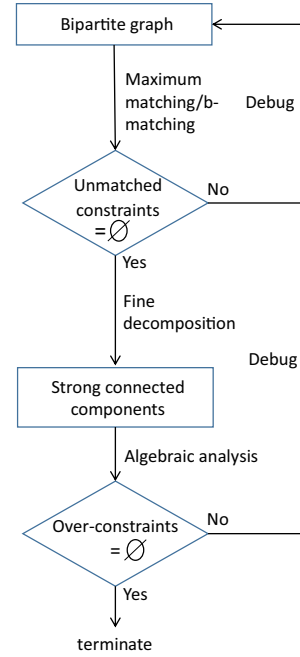 Bipartite graph
Maximum
matching/b-
matching
Debug
Unmatched
constraints
= ∅
No
Yes
Fine
decomposition
Debug
Strong connected
components
Algebraic analysis
Over-constraints
= ∅
No
Yes
terminate